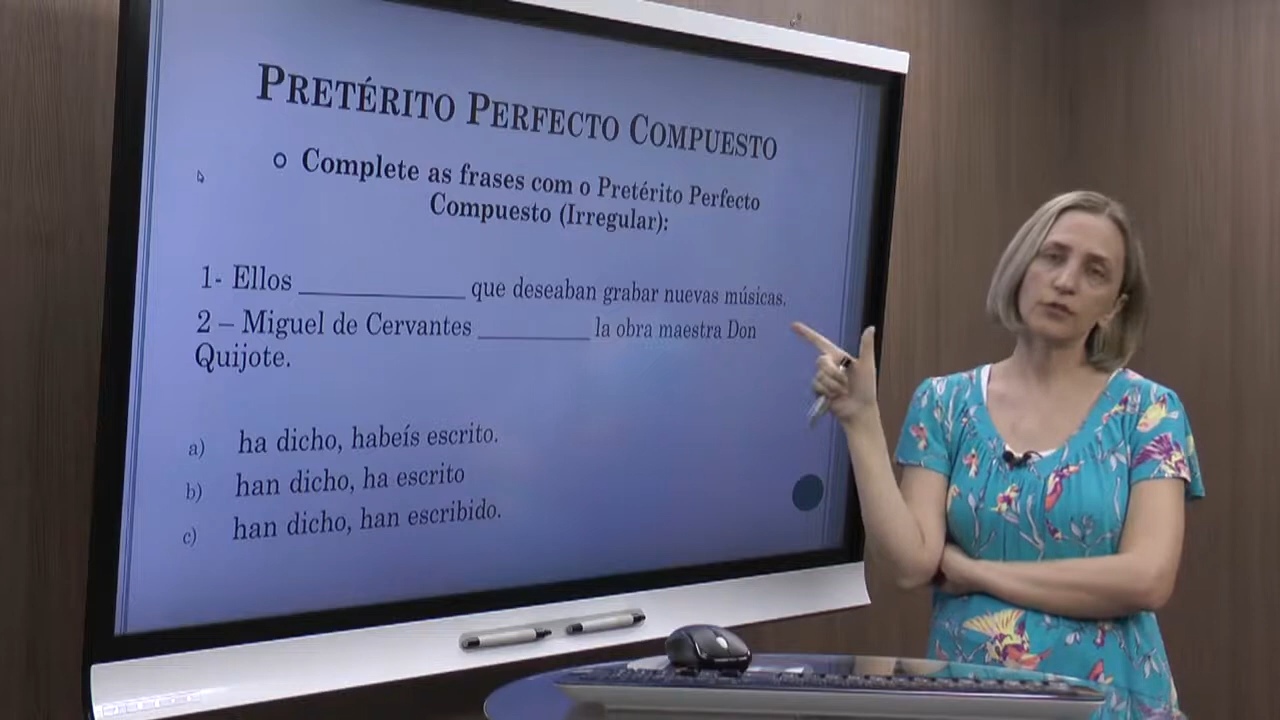 PRETÉRITO PERFECTO COMPUESTO
Complete as frases com o Pretérito Perfecto
Compuesto (Irregular):
1- Ellos ____________ que deseaban grabar nuevas músicas.
2 – Miguel de Cervantes ________ la obra maestra Don
Quijote.
a) ha dicho, habeís escrito.
b) han dicho, ha escrito
c) han dicho, han escribido.